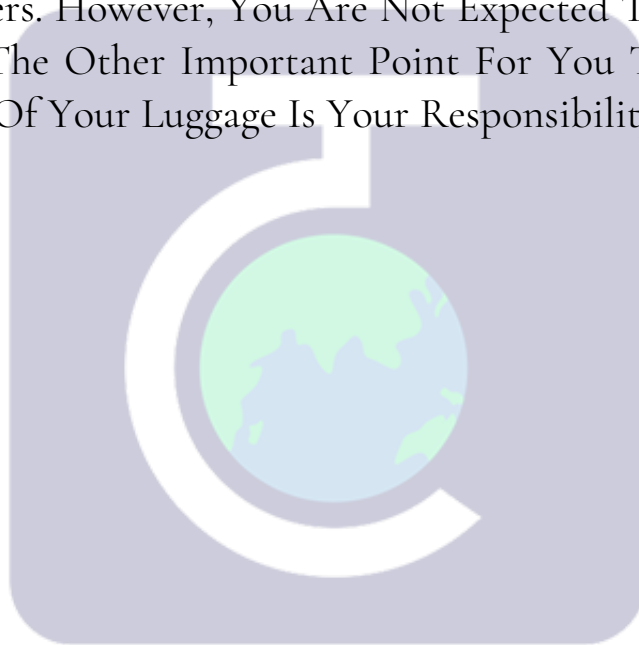 ers. However, You Are Not Expected T
The Other Important Point For You T
Of Your Luggage Is Your Responsibilit